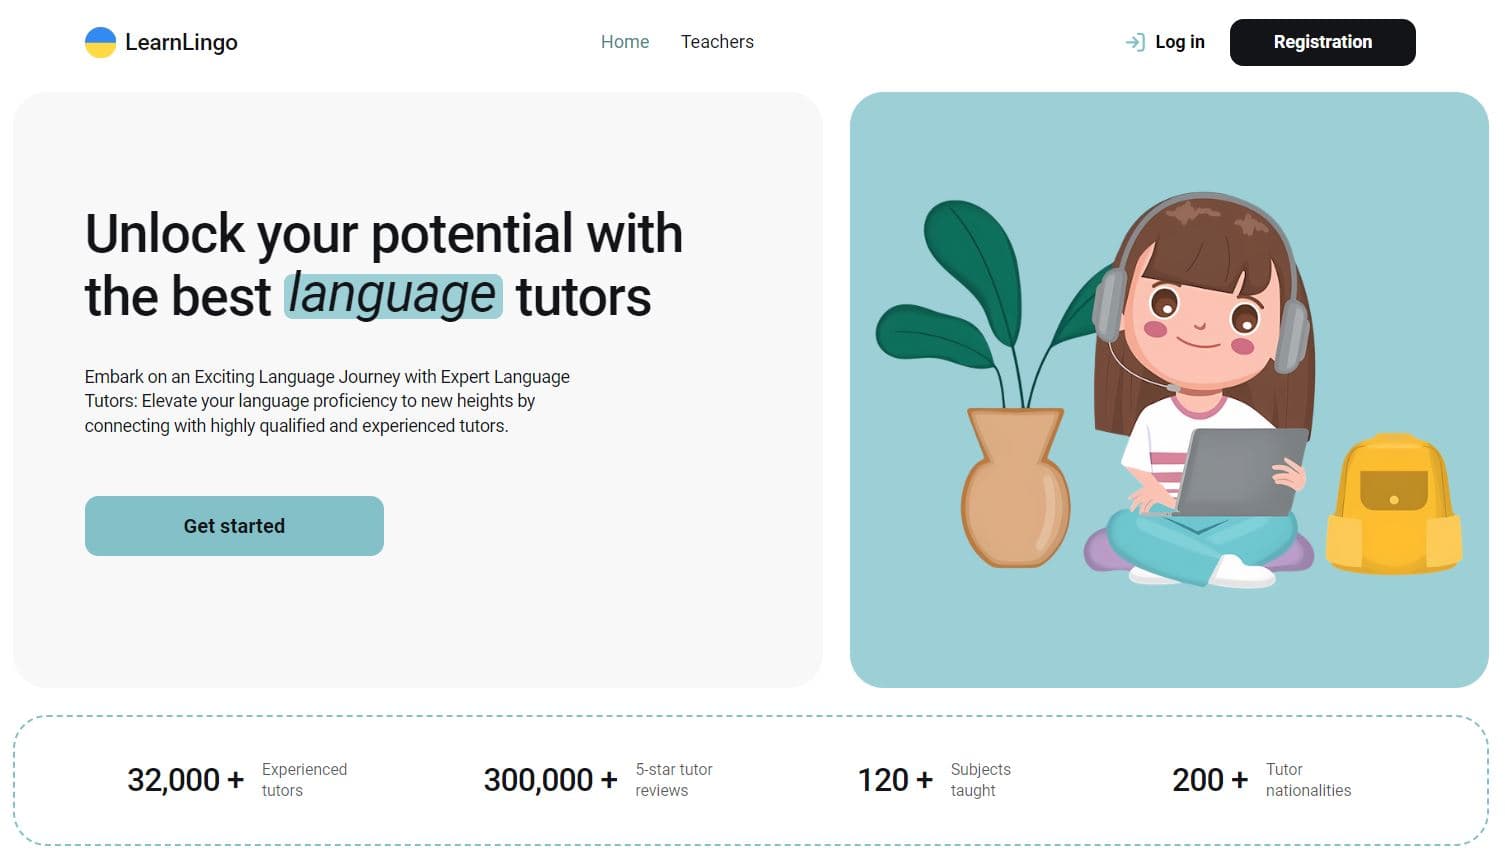 LearnLingo
Home
Teachers
Log in
Registration
Unlock your potential with
the best language tutors
Embark on an Exciting Language Journey with Expert Language
Tutors: Elevate your language proficiency to new heights by
connecting with highly qualified and experienced tutors.
Get started
32,000 +
Experienced
tutors
300,000 +
5-star tutor
reviews
120 +
Subjects
taught
200 +
Tutor
nationalities